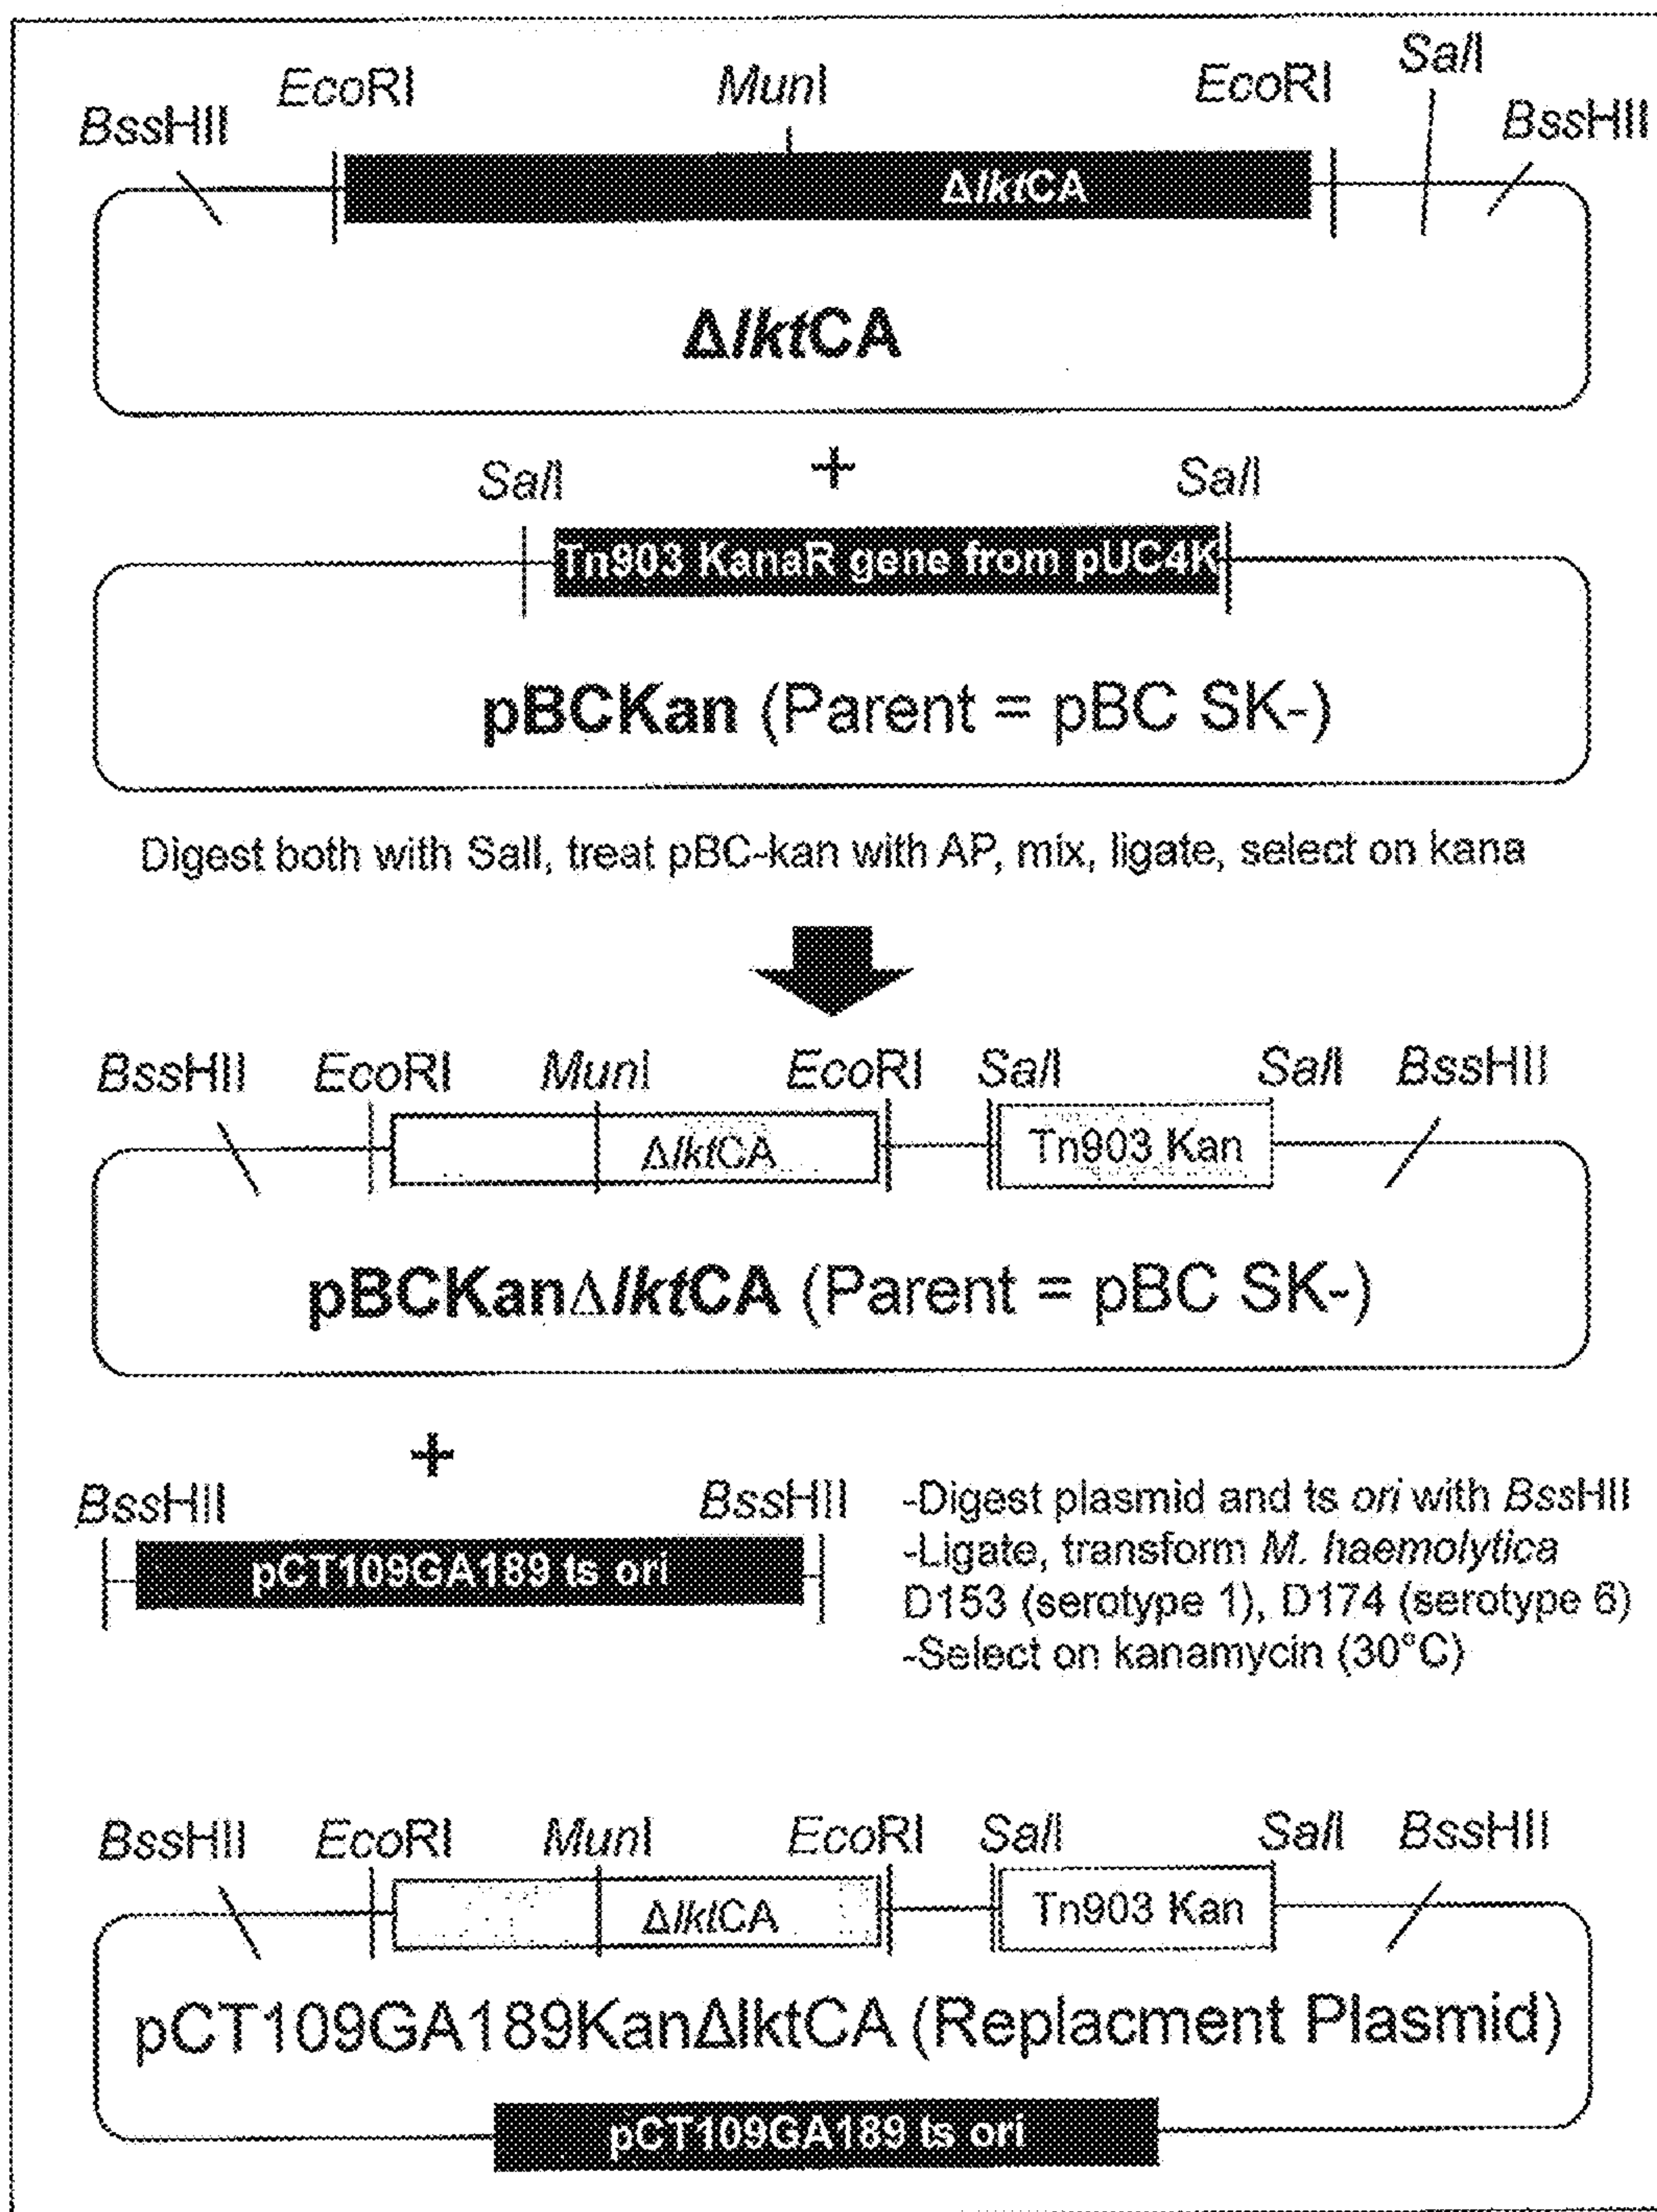 BssHII EcoRI MunI EcoRI SalI BssHII
ΔlktCA
ΔlktCA
+
SalI SalI
Tn903 KanaR gene from pUC4K
pBCKan (Parent = pBC SK-)
Digest both with SalI, treat pBC-kan with AP, mix, ligate, select on kana
BssHII EcoRI MunI EcoRI SalI SalI BssHII
ΔlktCA Tn903 Kan
pBCKanΔlktCA (Parent = pBC SK-)
+
BssHII BssHII
pCT109GA189 ts ori
-Digest plasmid and ts ori with BssHII
-Ligate, transform M. haemolytica
D153 (serotype 1), D174 (serotype 6)
-Select on kanamycin (30°C)
BssHII EcoRI MunI EcoRI SalI SalI BssHII
ΔlktCA Tn903 Kan
pCT109GA189KanΔlktCA (Replacment Plasmid)
pCT109GA189 ts ori